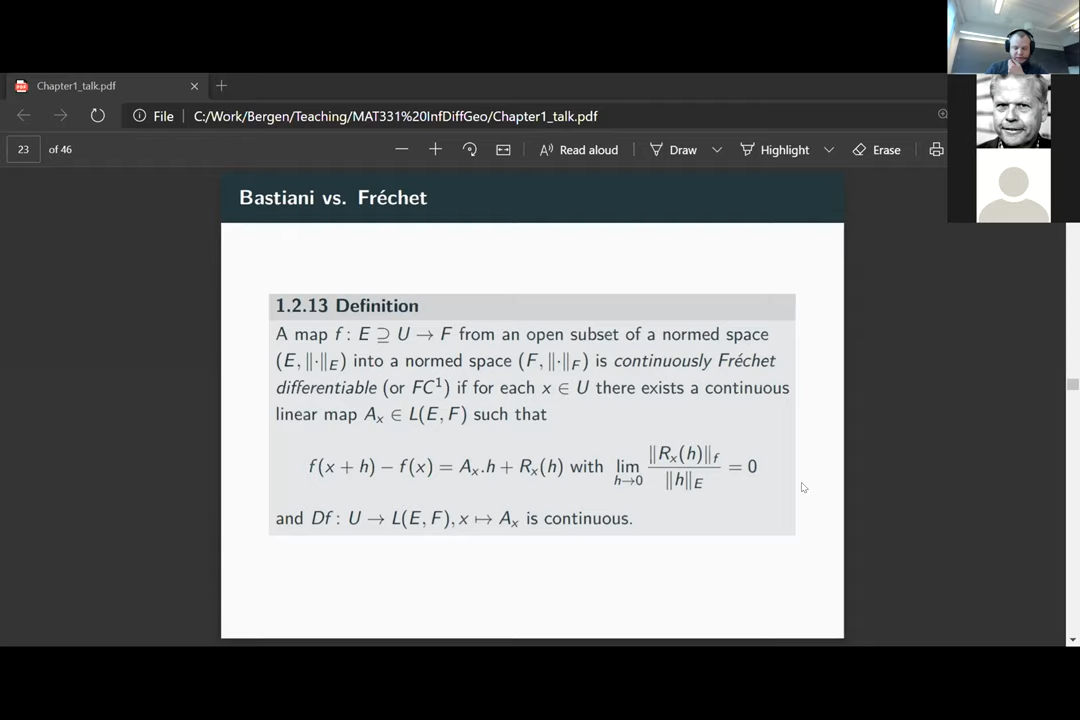 Chapter1_talk.pdf
File C:/Work/Bergen/Teaching/MAT331%20InfDiffGeo/Chapter1_talk.pdf
23 of 46 Read aloud Draw Highlight Erase
Bastiani vs. Fréchet
1.2.13 Definition
A map f : E ⊇ U → F from an open subset of a normed space
(E, ∥·∥_E) into a normed space (F, ∥·∥_F) is continuously Fréchet
differentiable (or FC¹) if for each x ∈ U there exists a continuous
linear map A_x ∈ L(E, F) such that
f(x + h) − f(x) = A_x.h + R_x(h) with lim_{h→0} ∥R_x(h)∥_f / ∥h∥_E = 0
and Df : U → L(E, F), x ↦ A_x is continuous.